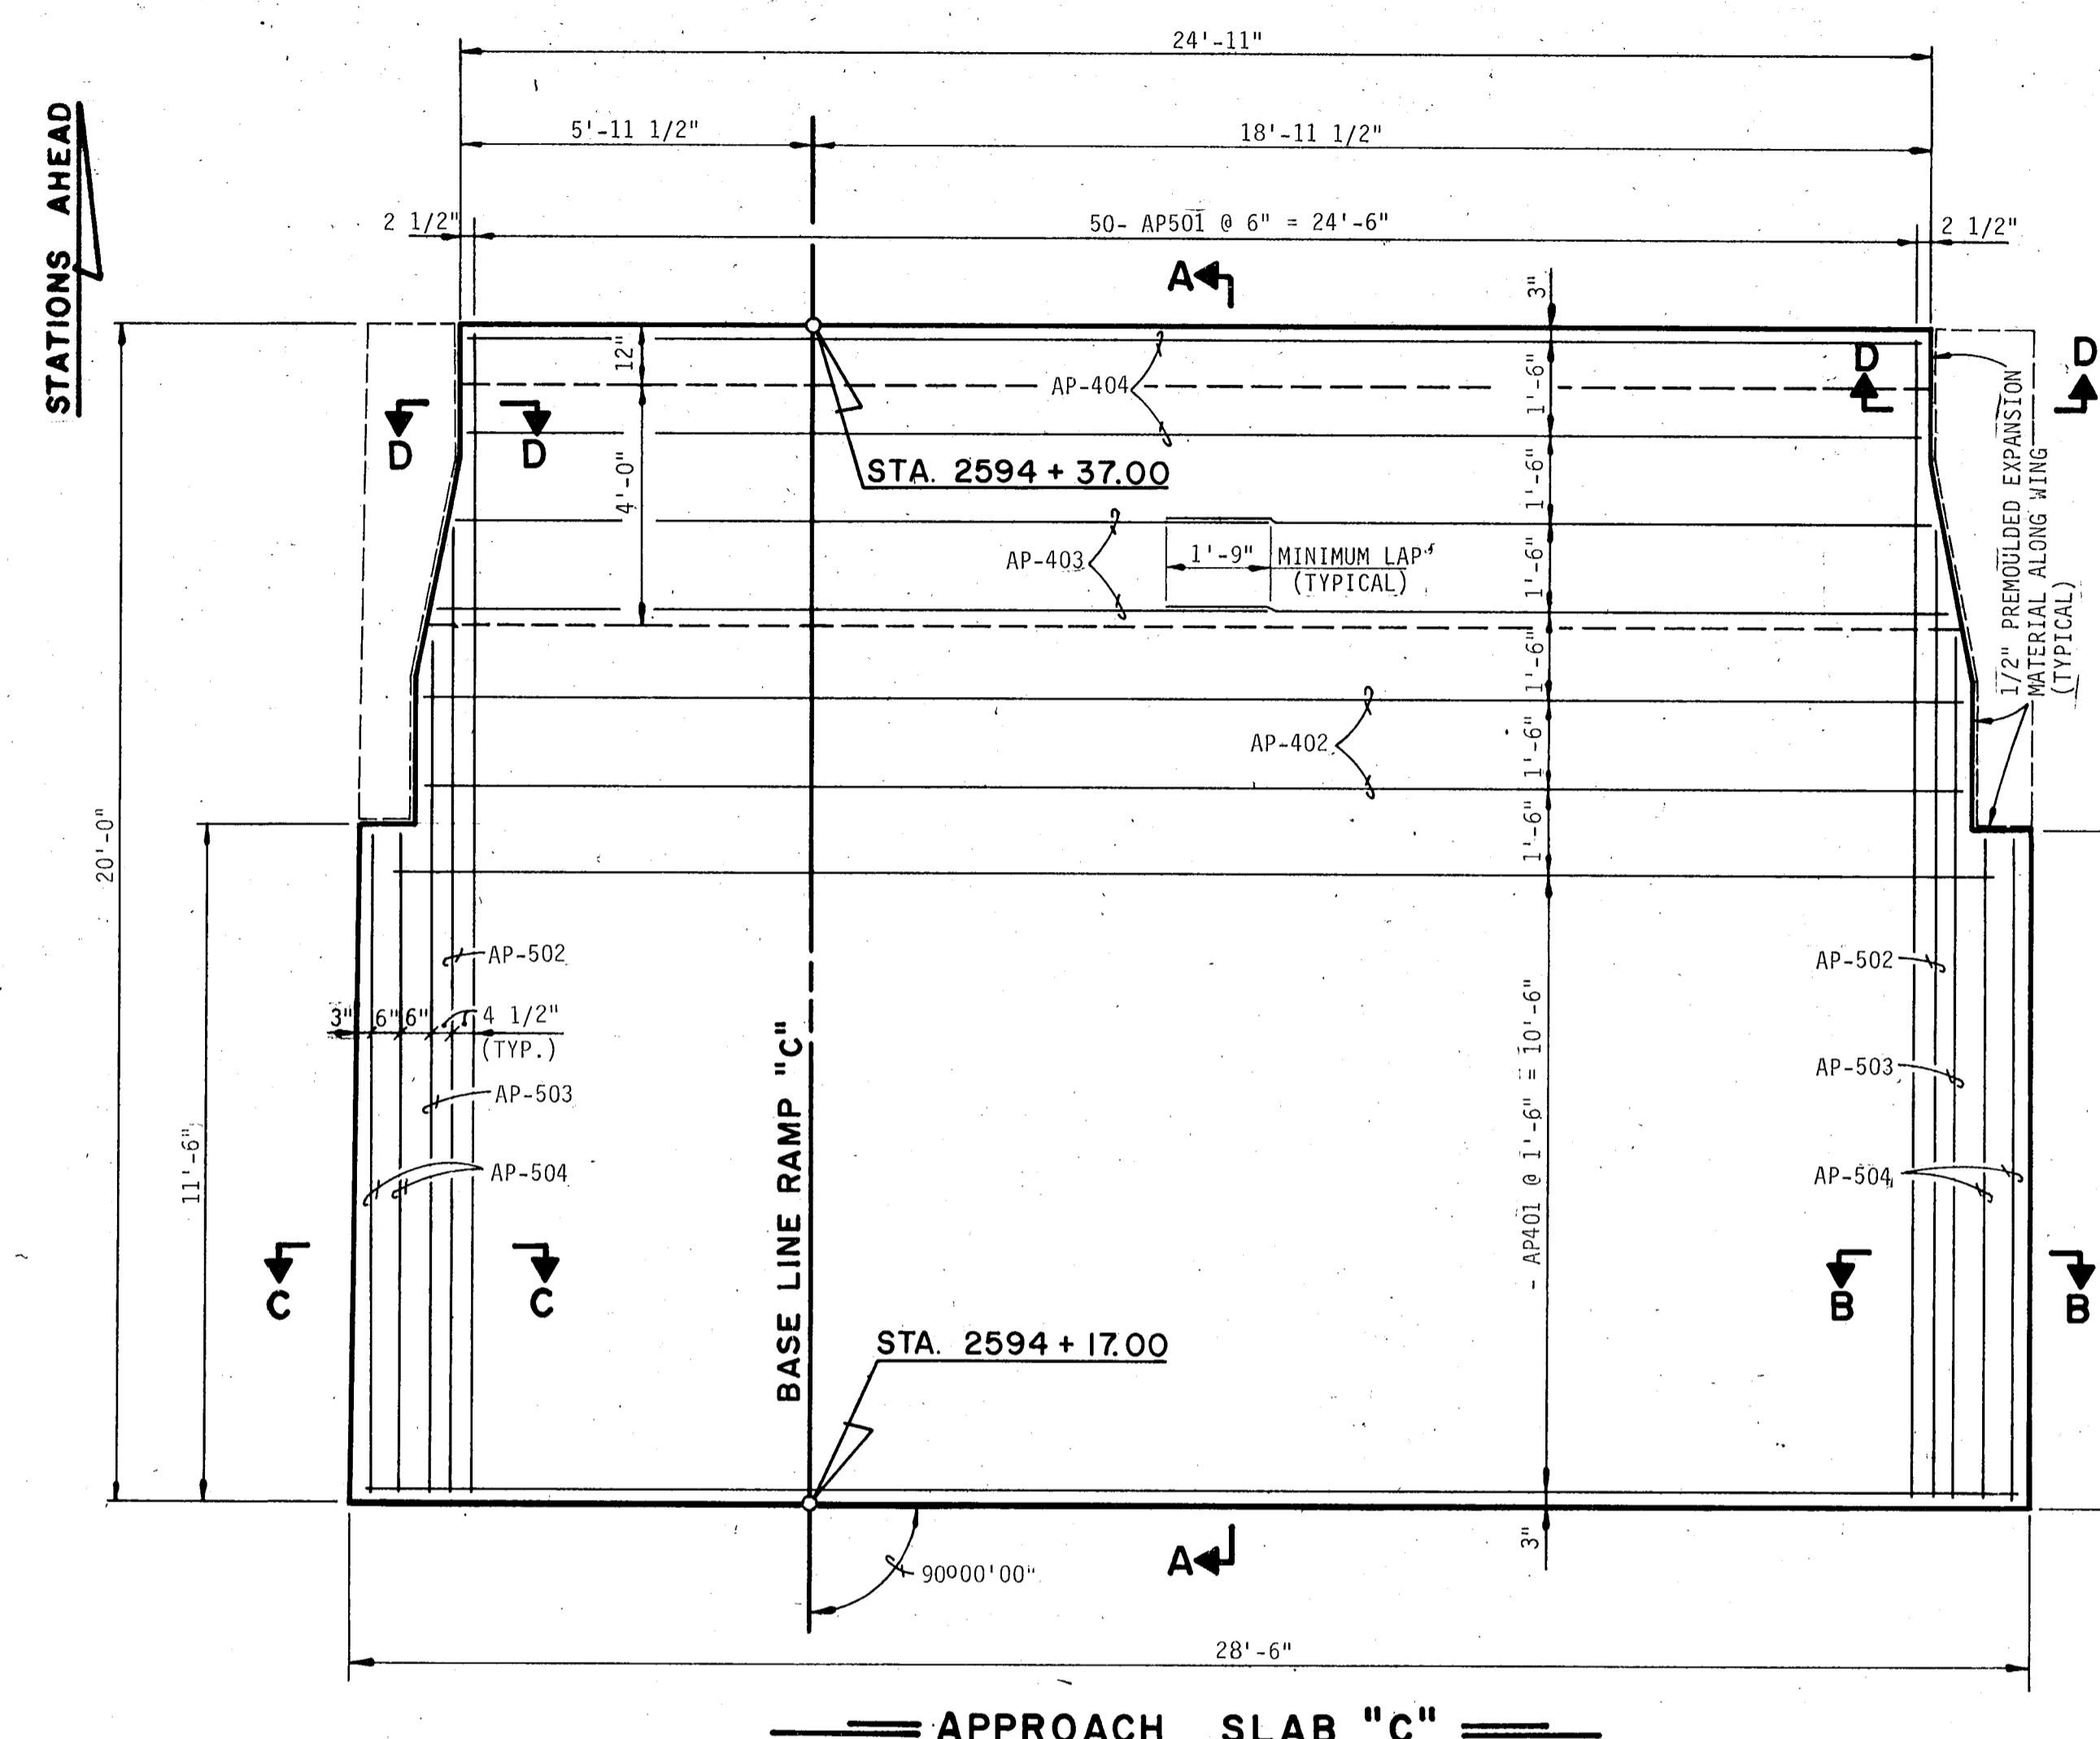 24'-11"
STATIONS AHEAD
5'-11 1/2"
18'-11 1/2"
2 1/2"
50- AP501 @ 6" = 24'-6"
2 1/2"
A
3"
12"
AP-404
1'-6"
D
D
D
D
STA. 2594 + 37.00
4'-0"
1'-6"
AP-403
1'-9"
MINIMUM LAP
(TYPICAL)
1'-6"
1/2" PREMOULDED EXPANSION
MATERIAL ALONG WING
(TYPICAL)
1'-6"
AP-402
1'-6"
1'-6"
20'-0"
11'-6"
AP-502
AP-502
3"
6"
6"
4 1/2"
(TYP.)
AP-503
AP-503
AP-504
AP-504
BASE LINE RAMP "C"
- AP401 @ 1'-6" = 10'-6"
C
C
B
B
STA. 2594 + 17.00
3"
A
90º00'00"
28'-6"
APPROACH SLAB "C"